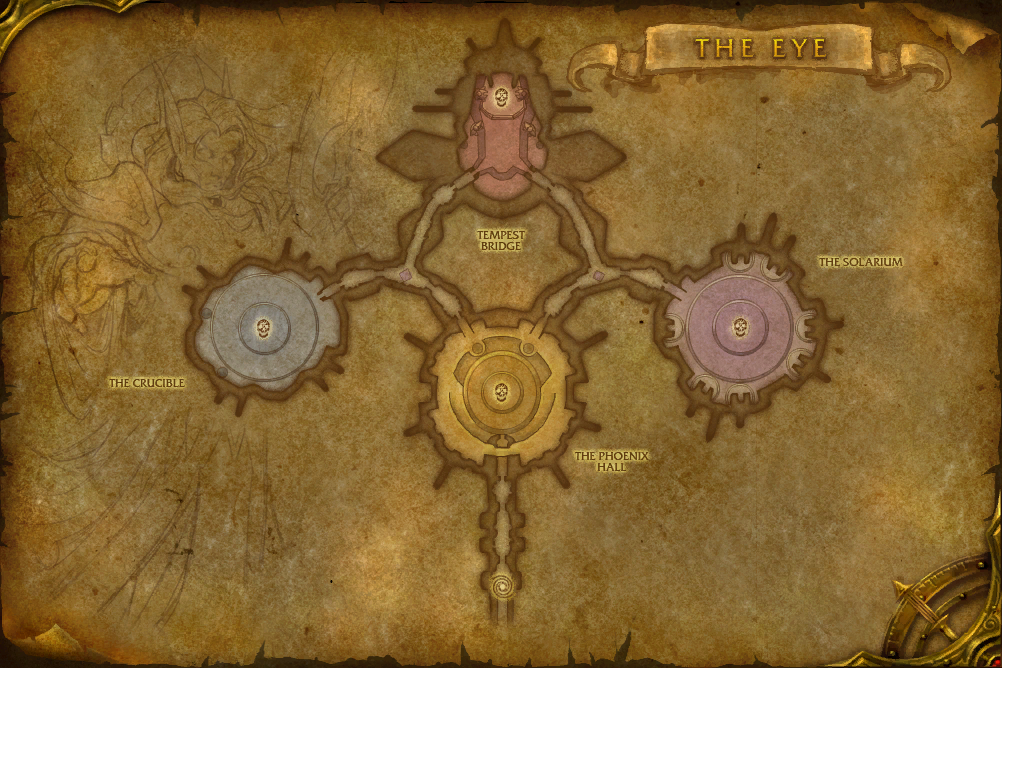 THE EYE
TEMPEST
BRIDGE
THE SOLARIUM
THE CRUCIBLE
THE PHOENIX
HALL